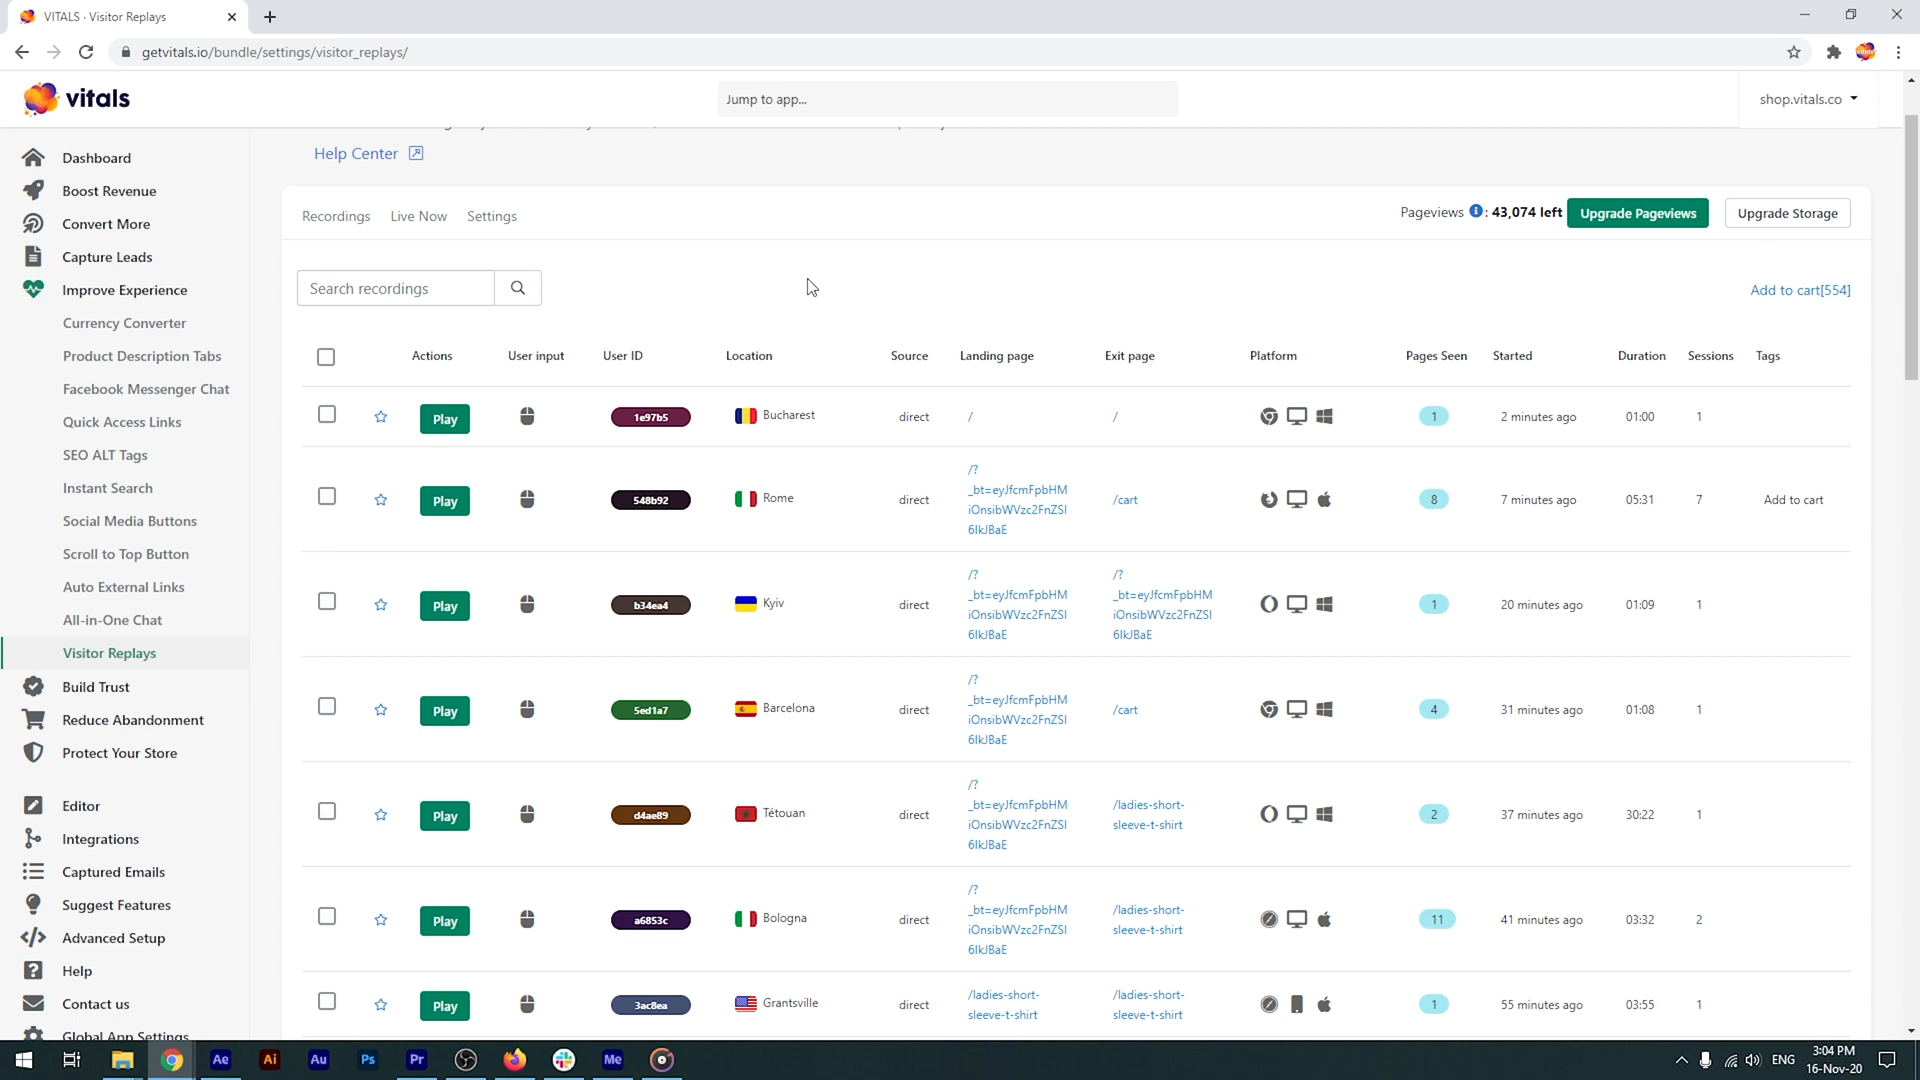 VITALS · Visitor Replays
getvitals.io/bundle/settings/visitor_replays/
vitals
Jump to app...
shop.vitals.co
Dashboard
Boost Revenue
Convert More
Capture Leads
Improve Experience
Currency Converter
Product Description Tabs
Facebook Messenger Chat
Quick Access Links
SEO ALT Tags
Instant Search
Social Media Buttons
Scroll to Top Button
Auto External Links
All-in-One Chat
Visitor Replays
Build Trust
Reduce Abandonment
Protect Your Store
Editor
Integrations
Captured Emails
Suggest Features
Advanced Setup
Help
Contact us
Global App Settings
Help Center
Recordings Live Now Settings
Pageviews : 43,074 left Upgrade Pageviews Upgrade Storage
Search recordings
Add to cart[554]
Actions User input User ID Location Source Landing page Exit page Platform Pages Seen Started Duration Sessions Tags
Play 1e97b5 Bucharest direct / / 1 2 minutes ago 01:00 1
/?
_bt=eyJfcmFpbHM
iOnsibWVzc2FnZSI
6IkJBaE
Play 548b92 Rome direct /cart 8 7 minutes ago 05:31 7 Add to cart
/?
_bt=eyJfcmFpbHM
iOnsibWVzc2FnZSI
6IkJBaE
/?
_bt=eyJfcmFpbHM
iOnsibWVzc2FnZSI
6IkJBaE
Play b34ea4 Kyiv direct 1 20 minutes ago 01:09 1
/?
_bt=eyJfcmFpbHM
iOnsibWVzc2FnZSI
6IkJBaE
Play 5ed1a7 Barcelona direct /cart 4 31 minutes ago 01:08 1
/?
_bt=eyJfcmFpbHM
iOnsibWVzc2FnZSI
6IkJBaE
/ladies-short-
sleeve-t-shirt
Play d4ae89 Tétouan direct 2 37 minutes ago 30:22 1
/?
_bt=eyJfcmFpbHM
iOnsibWVzc2FnZSI
6IkJBaE
/ladies-short-
sleeve-t-shirt
Play a6853c Bologna direct 11 41 minutes ago 03:32 2
/ladies-short-
sleeve-t-shirt
/ladies-short-
sleeve-t-shirt
Play 3ac8ea Grantsville direct 1 55 minutes ago 03:55 1
Ae Ai Au Ps Pr Me
ENG
3:04 PM
16-Nov-20